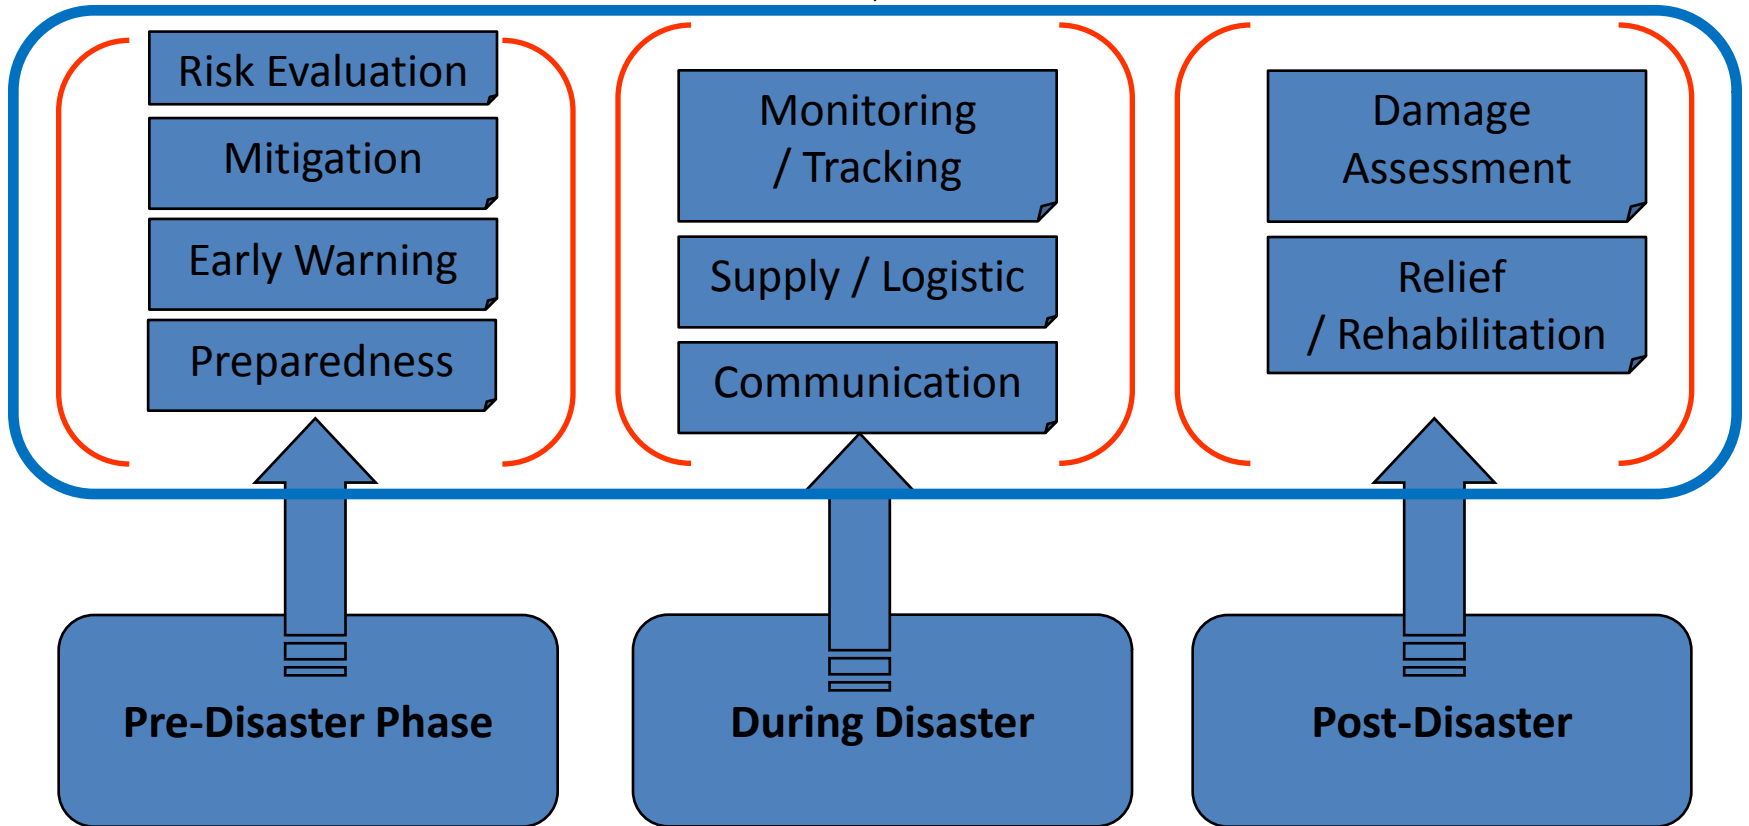 Risk Evaluation
Mitigation
Early Warning
Preparedness
Monitoring
/ Tracking
Supply / Logistic
Communication
Damage
Assessment
Relief
/ Rehabilitation
Pre-Disaster Phase
During Disaster
Post-Disaster